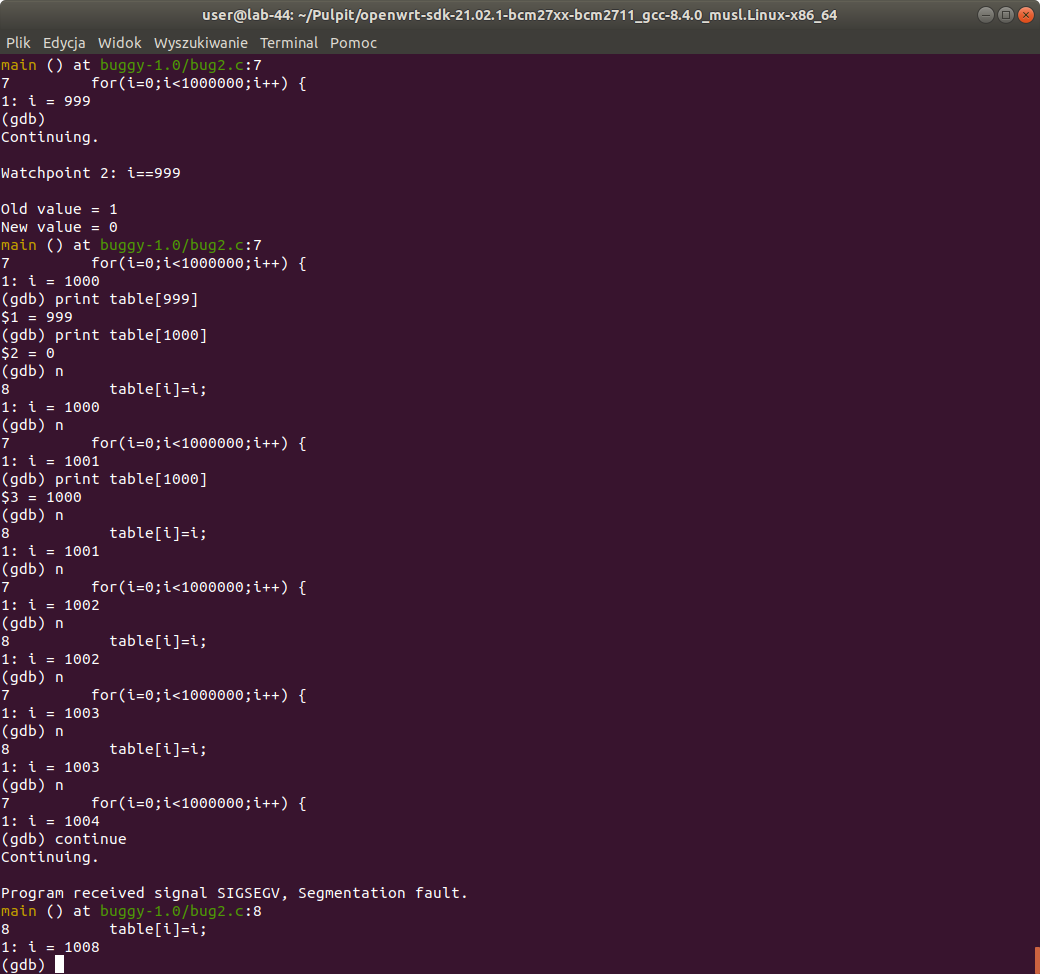 user@lab-44: ~/Pulpit/openwrt-sdk-21.02.1-bcm27xx-bcm2711_gcc-8.4.0_musl.Linux-x86_64
Plik Edycja Widok Wyszukiwanie Terminal Pomoc
main () at buggy-1.0/bug2.c:7
7         for(i=0;i<1000000;i++) {
1: i = 999
(gdb)
Continuing.

Watchpoint 2: i==999

Old value = 1
New value = 0
main () at buggy-1.0/bug2.c:7
7         for(i=0;i<1000000;i++) {
1: i = 1000
(gdb) print table[999]
$1 = 999
(gdb) print table[1000]
$2 = 0
(gdb) n
8           table[i]=i;
1: i = 1000
(gdb) n
7         for(i=0;i<1000000;i++) {
1: i = 1001
(gdb) print table[1000]
$3 = 1000
(gdb) n
8           table[i]=i;
1: i = 1001
(gdb) n
7         for(i=0;i<1000000;i++) {
1: i = 1002
(gdb) n
8           table[i]=i;
1: i = 1002
(gdb) n
7         for(i=0;i<1000000;i++) {
1: i = 1003
(gdb) n
8           table[i]=i;
1: i = 1003
(gdb) n
7         for(i=0;i<1000000;i++) {
1: i = 1004
(gdb) continue
Continuing.

Program received signal SIGSEGV, Segmentation fault.
main () at buggy-1.0/bug2.c:8
8           table[i]=i;
1: i = 1008
(gdb)